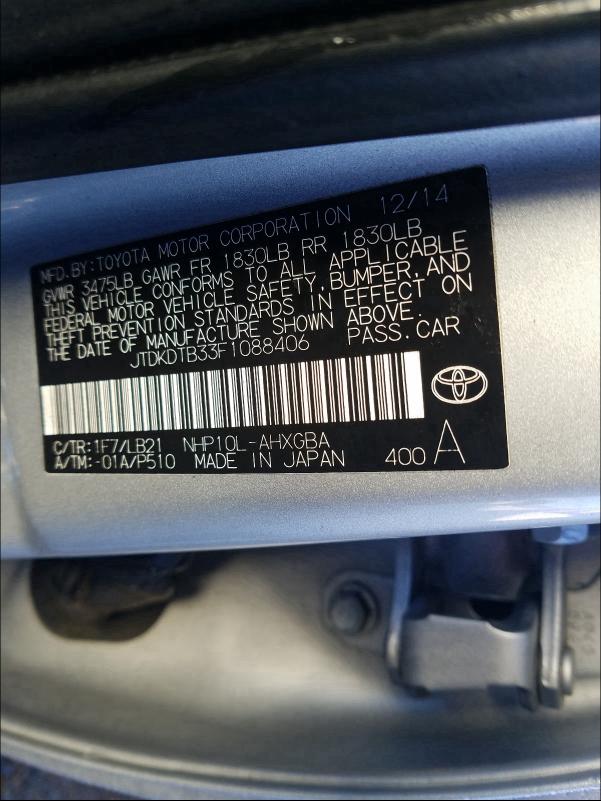 MFD.BY:TOYOTA MOTOR CORPORATION 12/14
GVWR 3475LB GAWR FR 1830LB RR 1830LB
THIS VEHICLE CONFORMS TO ALL APPLICABLE
FEDERAL MOTOR VEHICLE SAFETY,BUMPER,AND
THEFT PREVENTION STANDARDS IN EFFECT ON
THE DATE OF MANUFACTURE SHOWN ABOVE.
JTDKDTB33F1088406 PASS.CAR
C/TR:1F7/LB21 NHP10L-AHXGBA
A/TM:-01A/P510 MADE IN JAPAN 400 A